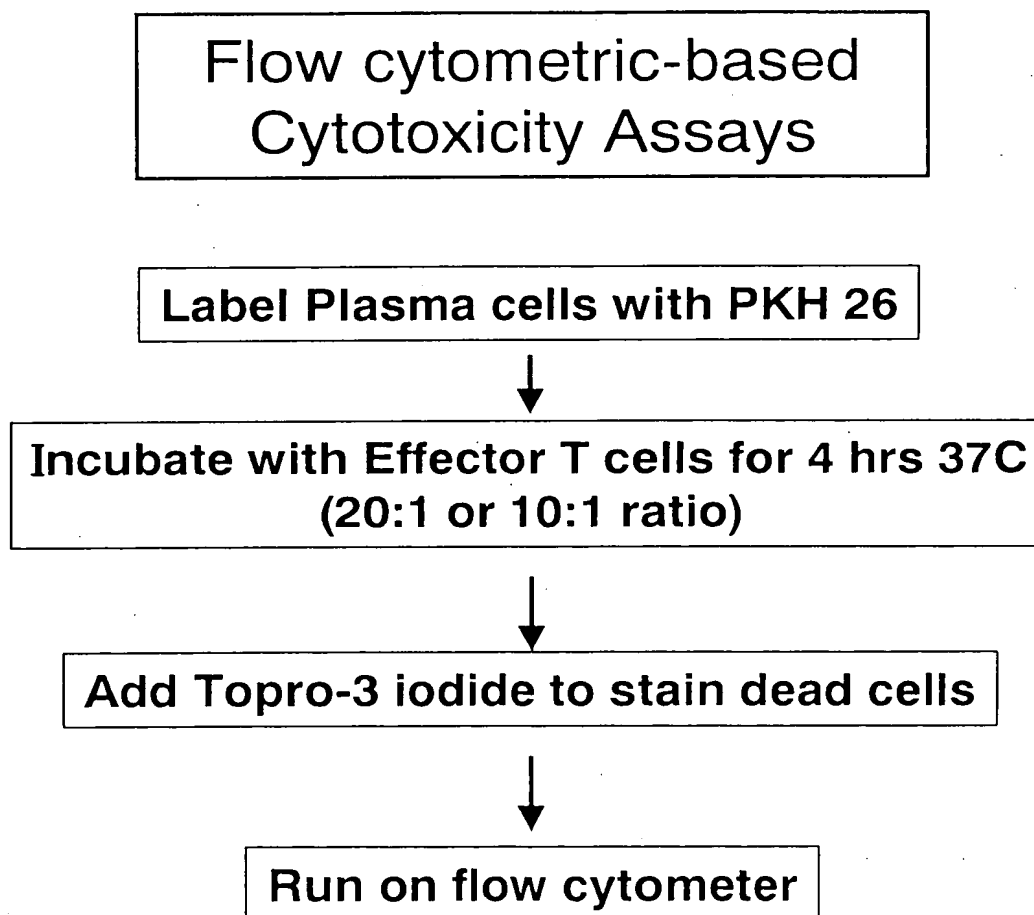 Flow cytometric-based
Cytotoxicity Assays
Label Plasma cells with PKH 26
Incubate with Effector T cells for 4 hrs 37C
(20:1 or 10:1 ratio)
Add Topro-3 iodide to stain dead cells
Run on flow cytometer